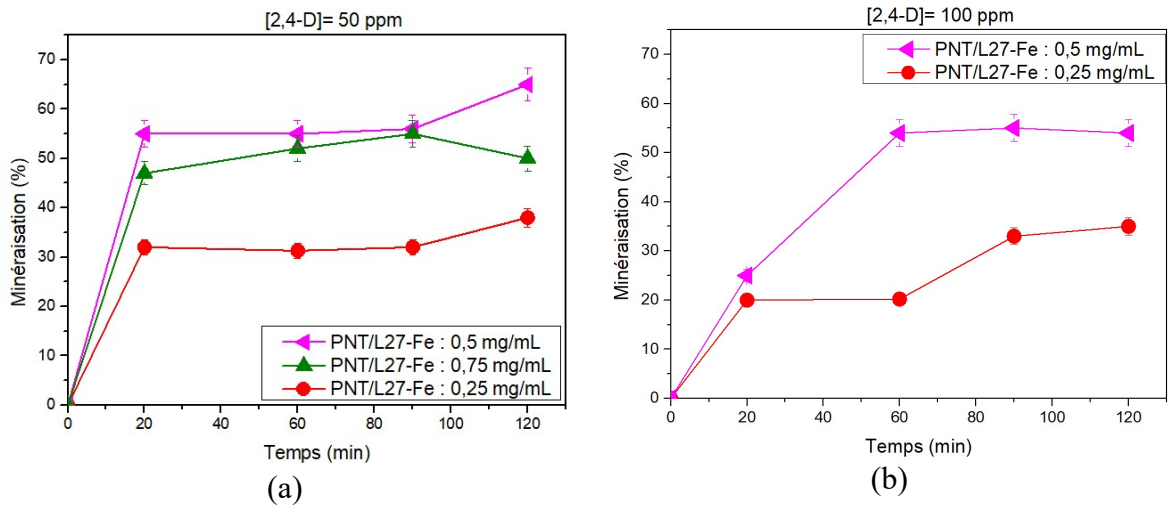 [2,4-D]= 50 ppm
Minéraisation (%)
70
60
50
40
30
20
10
0
PNT/L27-Fe : 0,5 mg/mL
PNT/L27-Fe : 0,75 mg/mL
PNT/L27-Fe : 0,25 mg/mL
0 20 40 60 80 100 120
Temps (min)
(a)
[2,4-D]= 100 ppm
Minéraisation (%)
70
60
50
40
30
20
10
0
PNT/L27-Fe : 0,5 mg/mL
PNT/L27-Fe : 0,25 mg/mL
0 20 40 60 80 100 120
Temps (min)
(b)